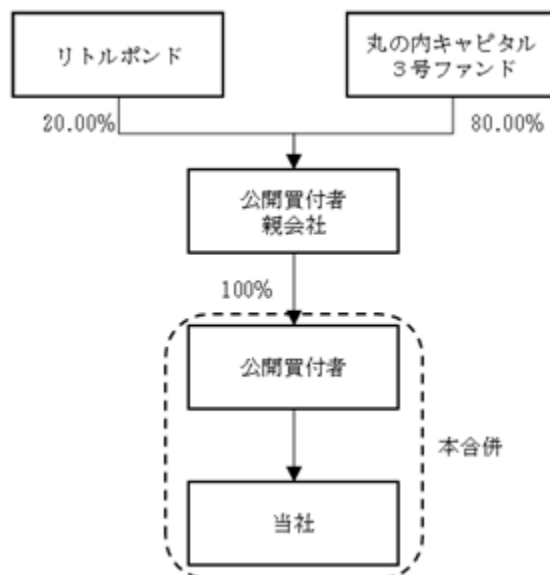 リトルポンド
丸の内キャピタル
３号ファンド
20.00%
80.00%
公開買付者
親会社
100%
公開買付者
本合併
当社